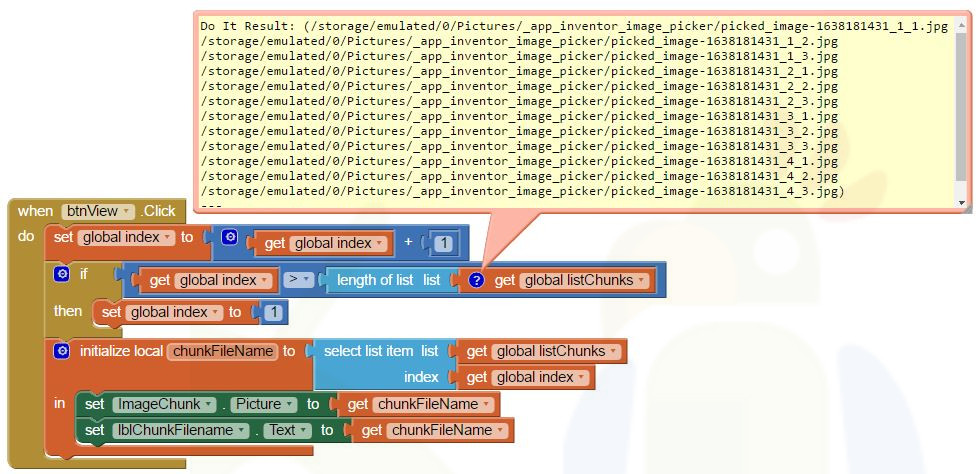 Do It Result: (/storage/emulated/0/Pictures/_app_inventor_image_picker/picked_image-1638181431_1_1.jpg
/storage/emulated/0/Pictures/_app_inventor_image_picker/picked_image-1638181431_1_2.jpg
/storage/emulated/0/Pictures/_app_inventor_image_picker/picked_image-1638181431_1_3.jpg
/storage/emulated/0/Pictures/_app_inventor_image_picker/picked_image-1638181431_2_1.jpg
/storage/emulated/0/Pictures/_app_inventor_image_picker/picked_image-1638181431_2_2.jpg
/storage/emulated/0/Pictures/_app_inventor_image_picker/picked_image-1638181431_2_3.jpg
/storage/emulated/0/Pictures/_app_inventor_image_picker/picked_image-1638181431_3_1.jpg
/storage/emulated/0/Pictures/_app_inventor_image_picker/picked_image-1638181431_3_2.jpg
/storage/emulated/0/Pictures/_app_inventor_image_picker/picked_image-1638181431_3_3.jpg
/storage/emulated/0/Pictures/_app_inventor_image_picker/picked_image-1638181431_4_1.jpg
/storage/emulated/0/Pictures/_app_inventor_image_picker/picked_image-1638181431_4_2.jpg
/storage/emulated/0/Pictures/_app_inventor_image_picker/picked_image-1638181431_4_3.jpg)
---
when btnView .Click
do set global index to get global index + 1
if get global index > length of list list ? get global listChunks
then set global index to 1
initialize local chunkFileName to select list item list get global listChunks
index get global index
in set ImageChunk . Picture to get chunkFileName
set lblChunkFilename . Text to get chunkFileName